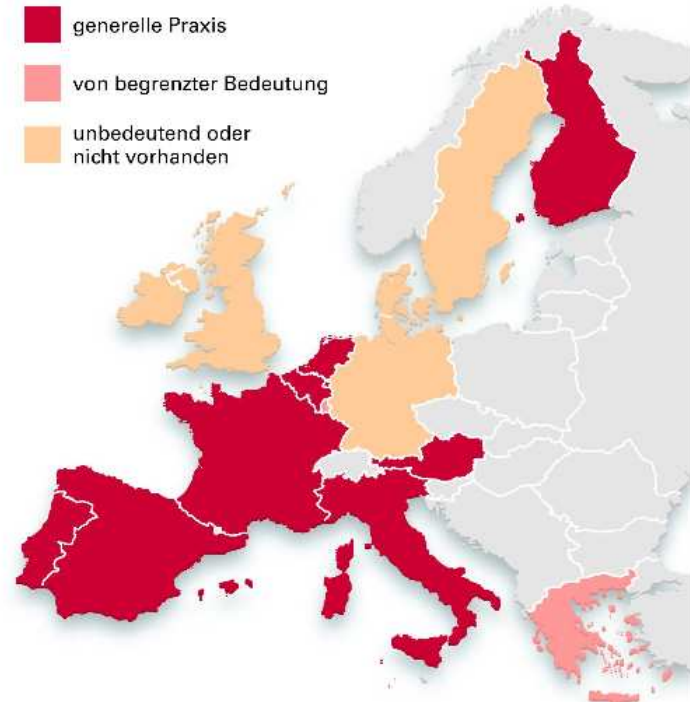 generelle Praxis
von begrenzter Bedeutung
unbedeutend oder
nicht vorhanden